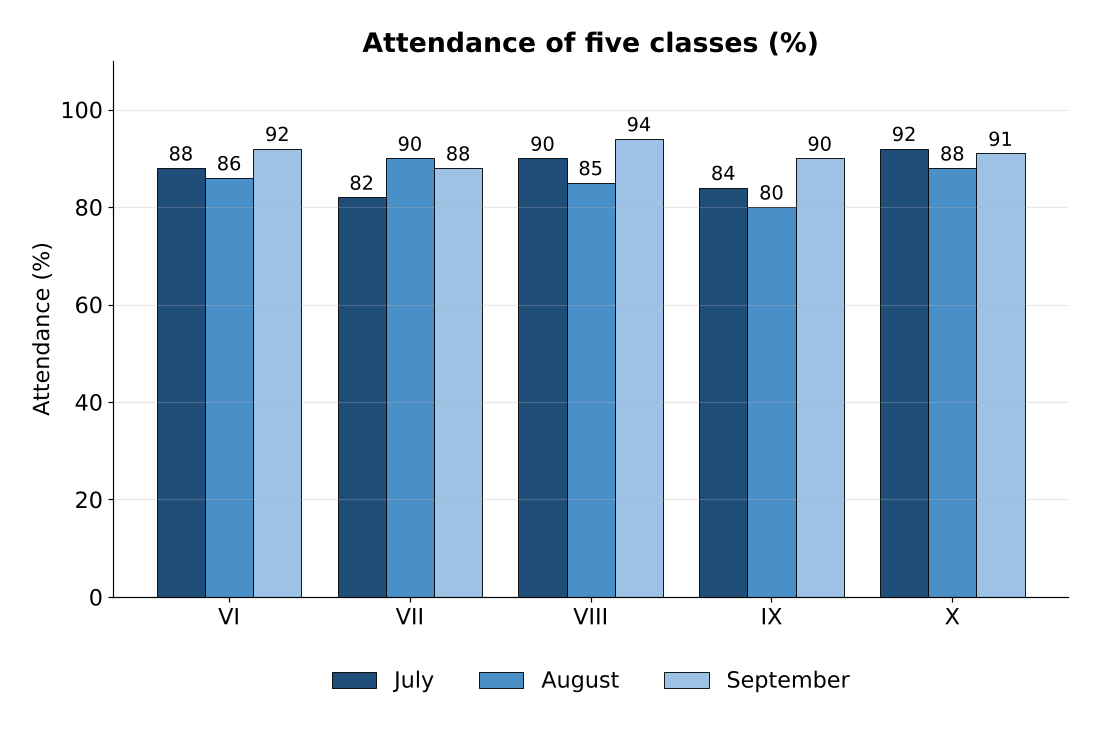 Attendance of five classes (%)
Attendance (%)
100
80
60
40
20
0
88 86 92
82 90 88
90 85 94
84 80 90
92 88 91
VI VII VIII IX X
July August September